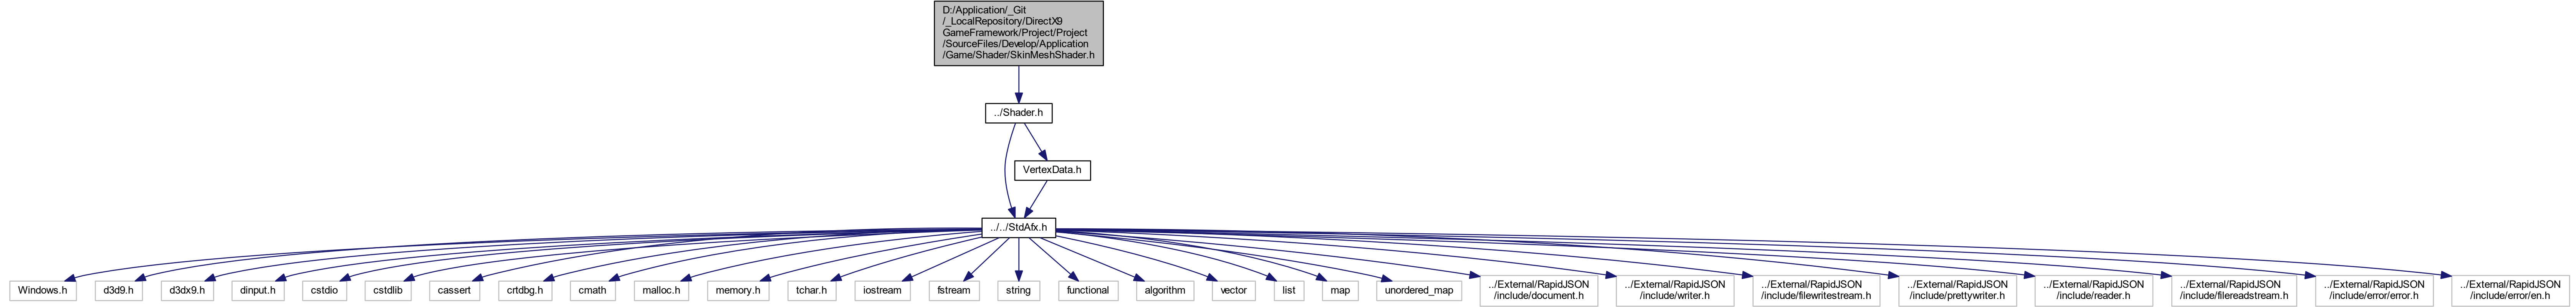 D:/Application/_Git
/_LocalRepository/DirectX9
GameFramework/Project/Project
/SourceFiles/Develop/Application
/Game/Shader/SkinMeshShader.h
../Shader.h
VertexData.h
../../StdAfx.h
Windows.h
d3d9.h
d3dx9.h
dinput.h
cstdio
cstdlib
cassert
crtdbg.h
cmath
malloc.h
memory.h
tchar.h
iostream
fstream
string
functional
algorithm
vector
list
map
unordered_map
../External/RapidJSON
/include/document.h
../External/RapidJSON
/include/writer.h
../External/RapidJSON
/include/filewritestream.h
../External/RapidJSON
/include/prettywriter.h
../External/RapidJSON
/include/reader.h
../External/RapidJSON
/include/filereadstream.h
../External/RapidJSON
/include/error/error.h
../External/RapidJSON
/include/error/en.h